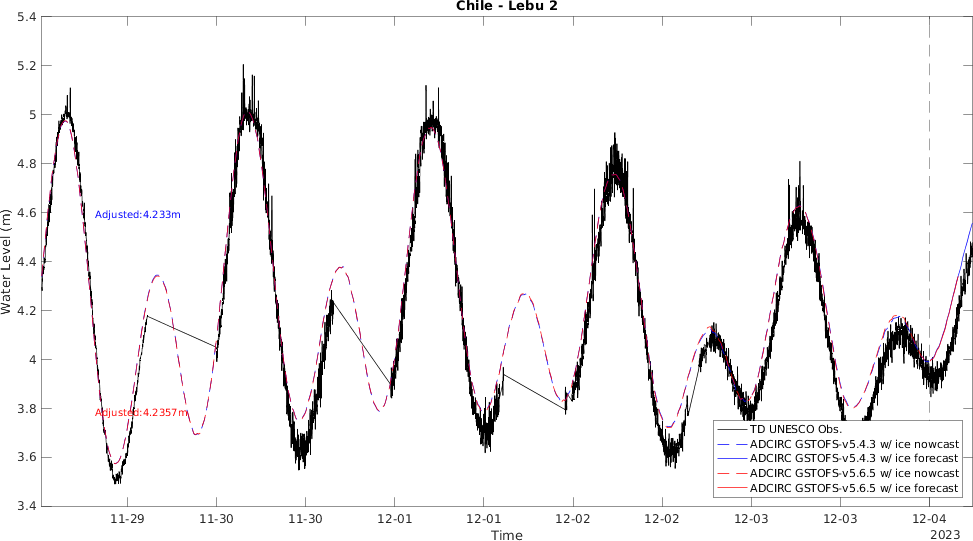 Chile - Lebu 2
5.4
5.2
5
4.8
4.6
4.4
4.2
4
3.8
3.6
3.4
Water Level (m)
Adjusted:4.233m
Adjusted:4.2357m
TD UNESCO Obs.
ADCIRC GSTOFS-v5.4.3 w/ ice nowcast
ADCIRC GSTOFS-v5.4.3 w/ ice forecast
ADCIRC GSTOFS-v5.6.5 w/ ice nowcast
ADCIRC GSTOFS-v5.6.5 w/ ice forecast
11-29 11-30 11-30 12-01 12-01 12-02 12-02 12-03 12-03 12-04
Time
2023